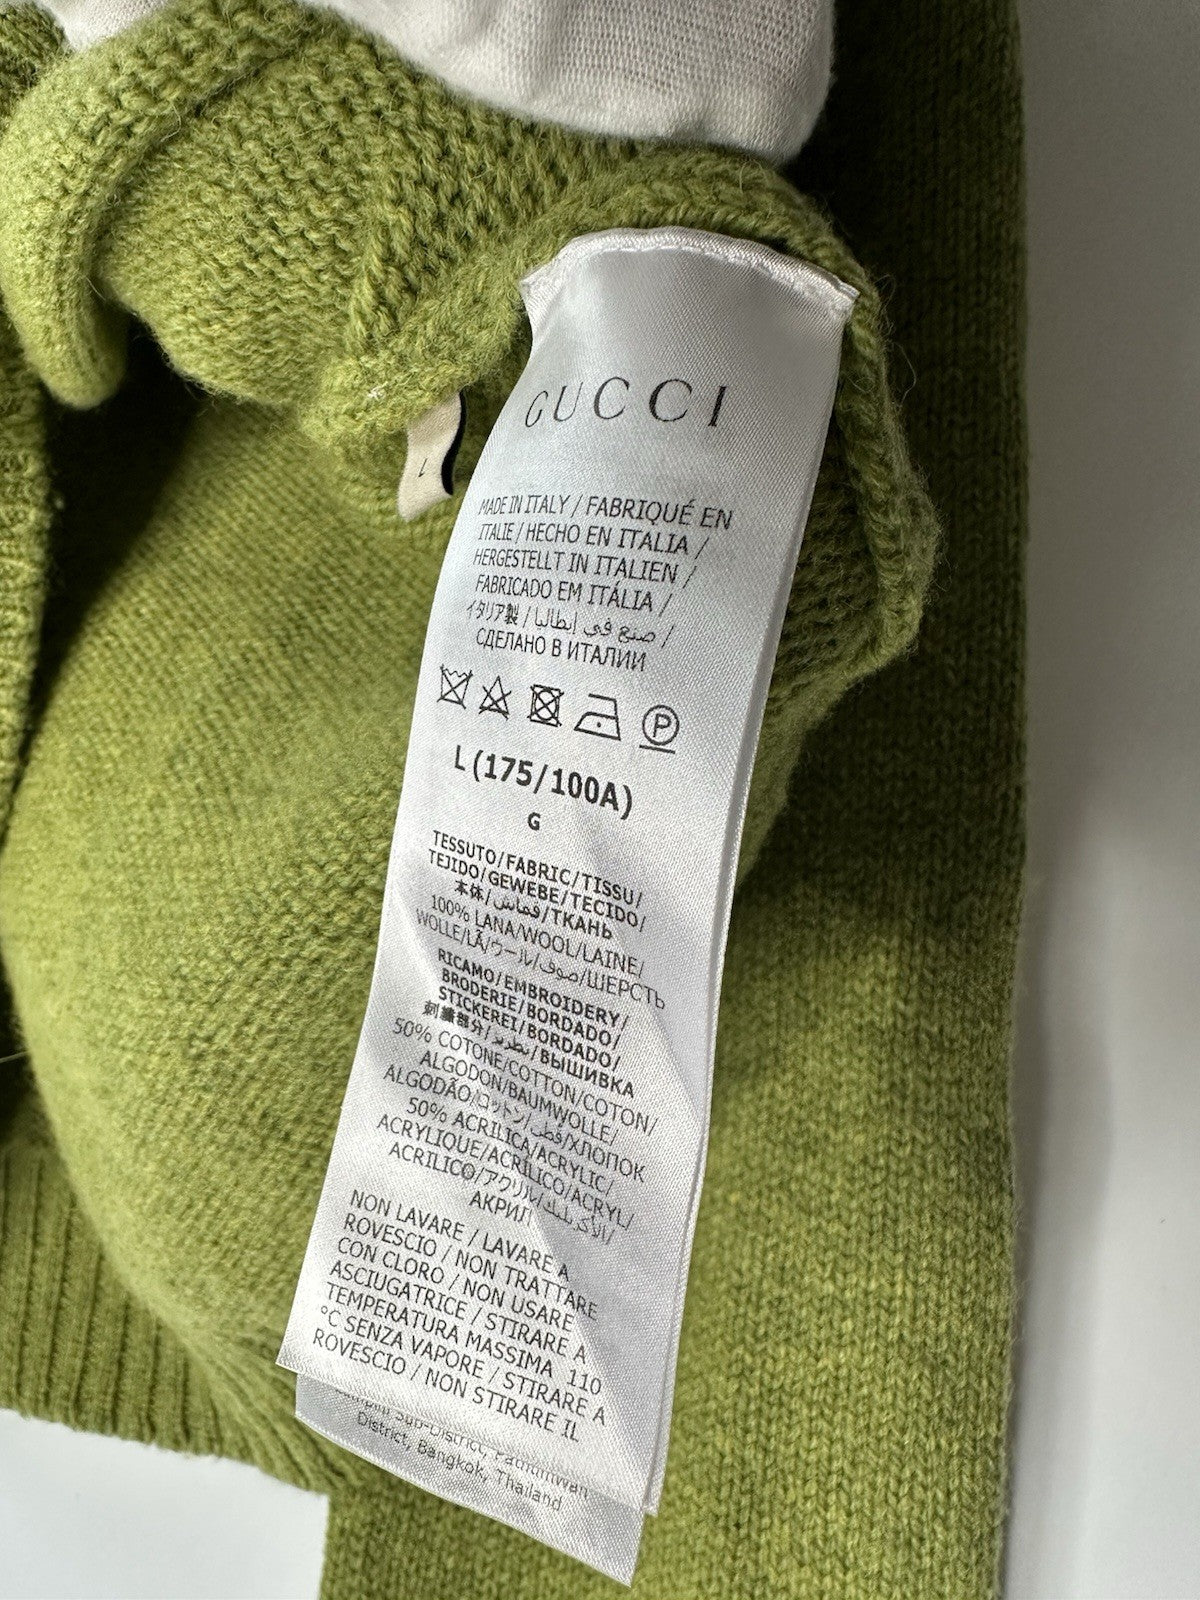 GUCCI
L
MADE IN ITALY / FABRIQUÉ EN
ITALIE / HECHO EN ITALIA /
HERGESTELLT IN ITALIEN /
FABRICADO EM ITÁLIA /
イタリア製 / صنع في إيطاليا /
СДЕЛАНО В ИТАЛИИ
P
L (175/100A)
G
TESSUTO/FABRIC/TISSU/
TEJIDO/GEWEBE/TECIDO/
本体/قماش/ТКАНЬ
100% LANA/WOOL/LAINE/
WOLLE/LÃ/ウール/صوف/ШЕРСТЬ
RICAMO/EMBROIDERY/
BRODERIE/BORDADO/
STICKEREI/BORDADO/
刺繍部分/تطريز/ВЫШИВКА
50% COTONE/COTTON/COTON/
ALGODON/BAUMWOLLE/
ALGODÃO/コットン/قطن/ХЛОПОК
50% ACRILICA/ACRYLIC/
ACRYLIQUE/ACRÍLICO/ACRYL/
ACRILICO/アクリル/الأكريليك/
АКРИЛ
NON LAVARE / LAVARE A
ROVESCIO / NON TRATTARE
CON CLORO / NON USARE
ASCIUGATRICE / STIRARE A
TEMPERATURA MASSIMA 110
°C SENZA VAPORE / STIRARE A
ROVESCIO / NON STIRARE IL
Sub-District, Pathumwan
District, Bangkok, Thailand